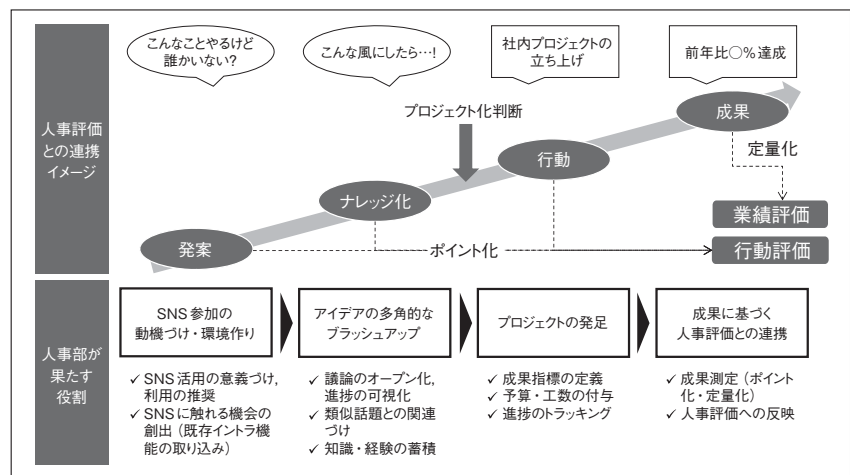 こんなことやるけど
誰かいない?
こんな風にしたら…!
社内プロジェクトの
立ち上げ
前年比○%達成
人事評価
との連携
イメージ
プロジェクト化判断
成果
行動
定量化
ナレッジ化
業績評価
発案
ポイント化
行動評価
人事部が
果たす
役割
SNS参加の
動機づけ・環境作り
アイデアの多角的な
ブラッシュアップ
プロジェクトの発足
成果に基づく
人事評価との連携
✓ SNS活用の意義づけ,
利用の推奨
✓ SNSに触れる機会の
創出(既存イントラ機
能の取り込み)
✓ 議論のオープン化,
進捗の可視化
✓ 類似話題との関連
づけ
✓ 知識・経験の蓄積
✓ 成果指標の定義
✓ 予算・工数の付与
✓ 進捗のトラッキング
✓ 成果測定(ポイント
化・定量化)
✓ 人事評価への反映